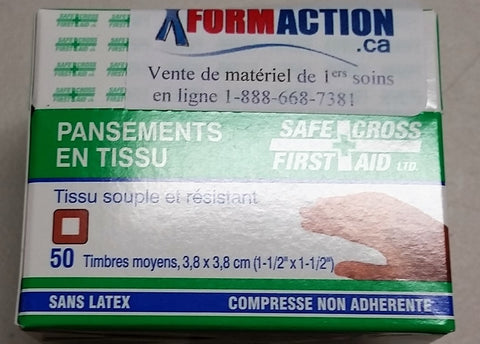 FORMACTION
.ca
Vente de matériel de 1ers soins
en ligne 1-888-668-7381
PANSEMENTS
EN TISSU
SAFE CROSS
FIRST AID LTD.
Tissu souple et résistant
50 Timbres moyens, 3,8 x 3,8 cm (1-1/2" x 1-1/2")
SANS LATEX
COMPRESSE NON ADHERENTE